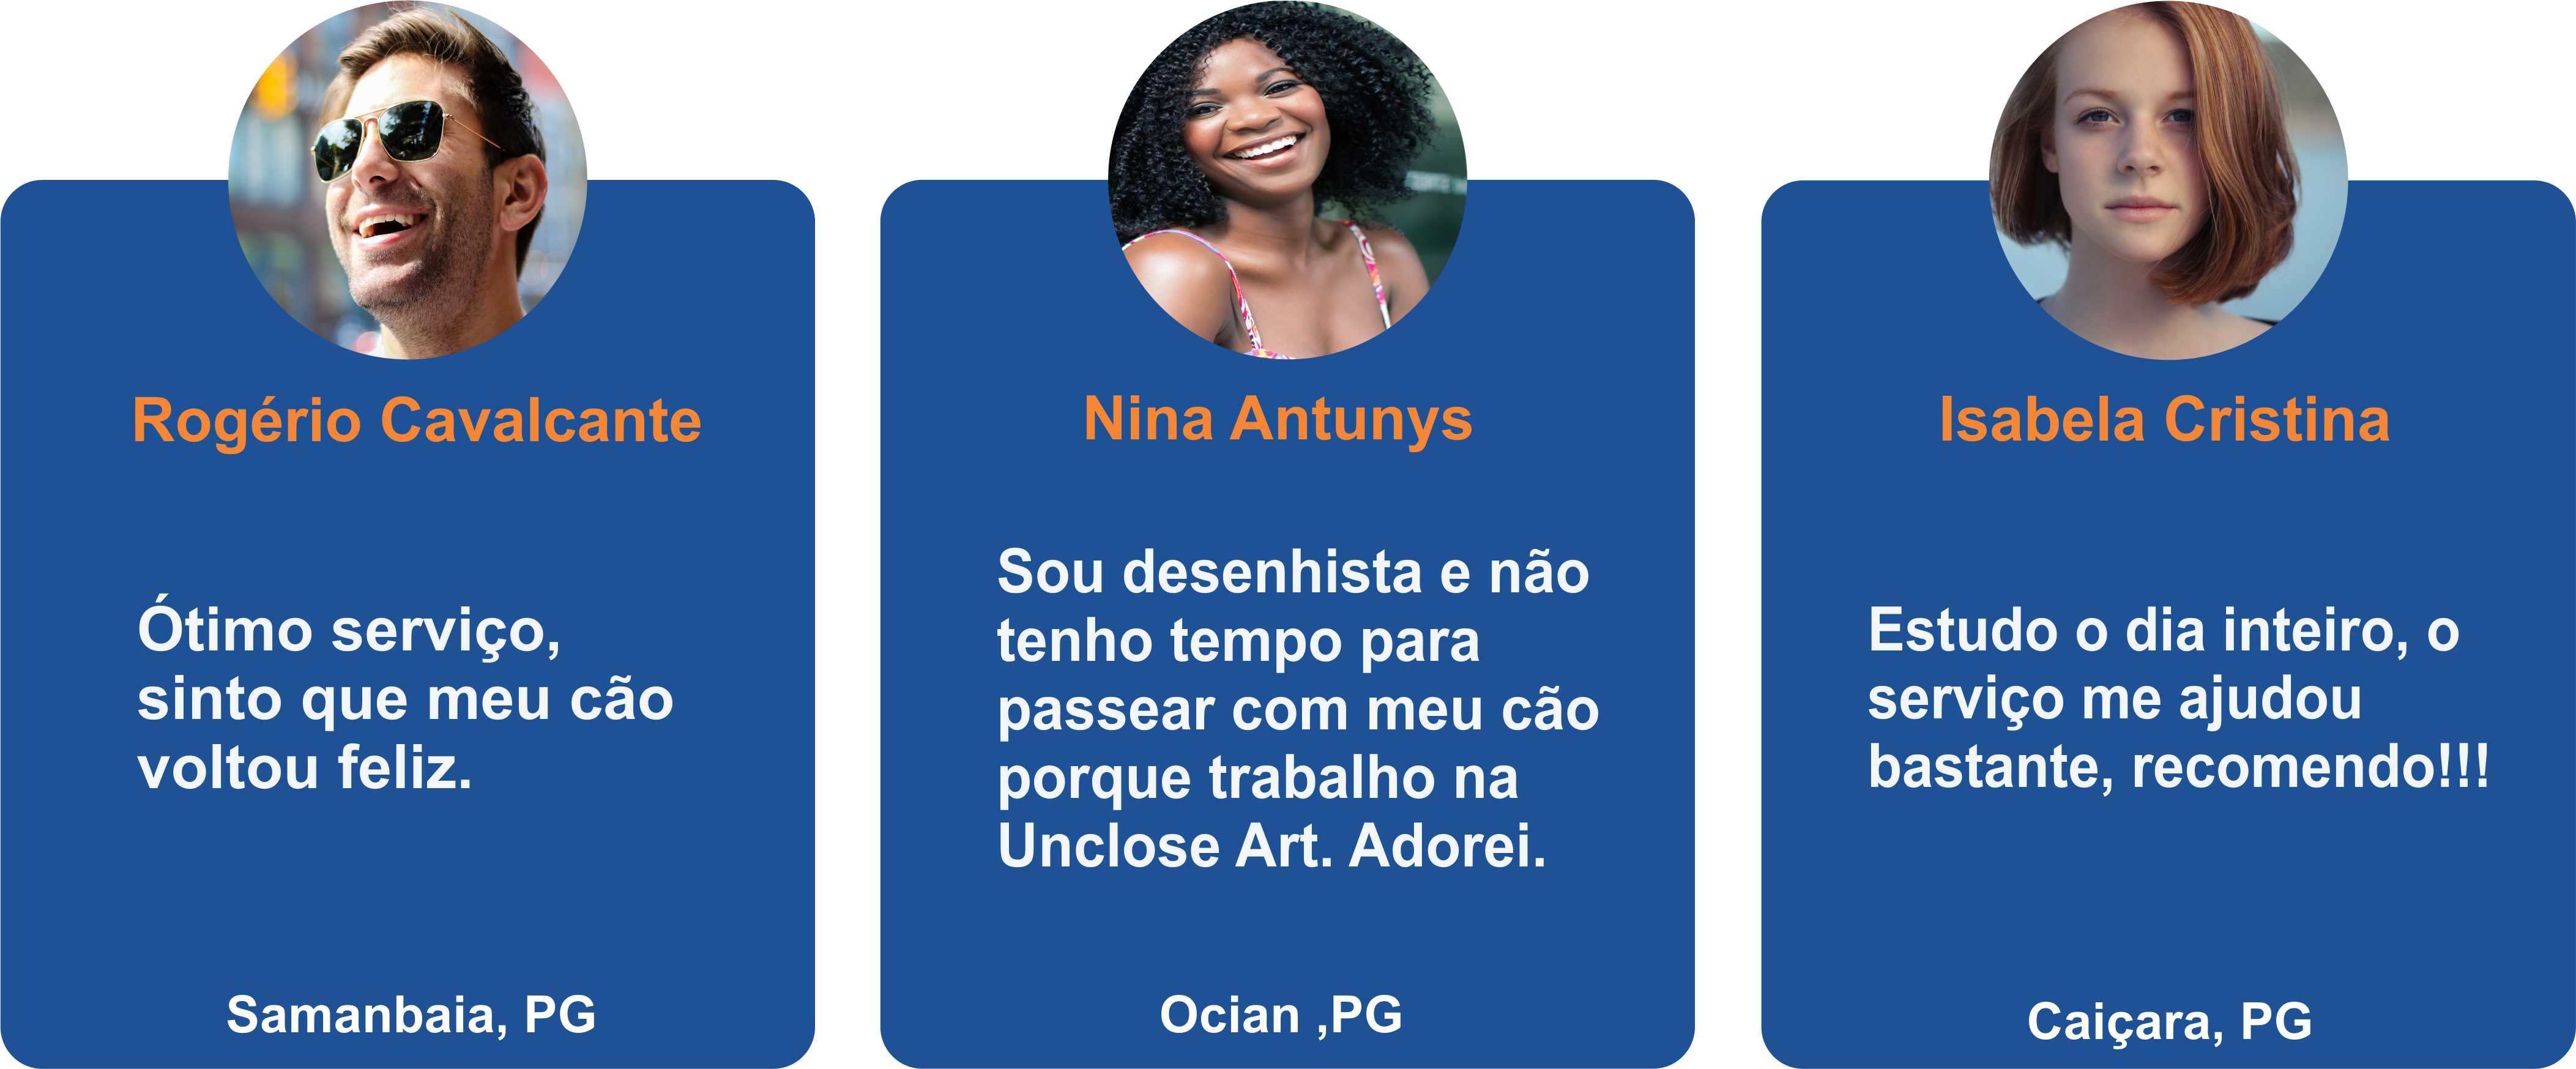 Rogério Cavalcante
Ótimo serviço,
sinto que meu cão
voltou feliz.
Samanbaia, PG
Nina Antunys
Sou desenhista e não
tenho tempo para
passear com meu cão
porque trabalho na
Unclose Art. Adorei.
Ocian ,PG
Isabela Cristina
Estudo o dia inteiro, o
serviço me ajudou
bastante, recomendo!!!
Caiçara, PG